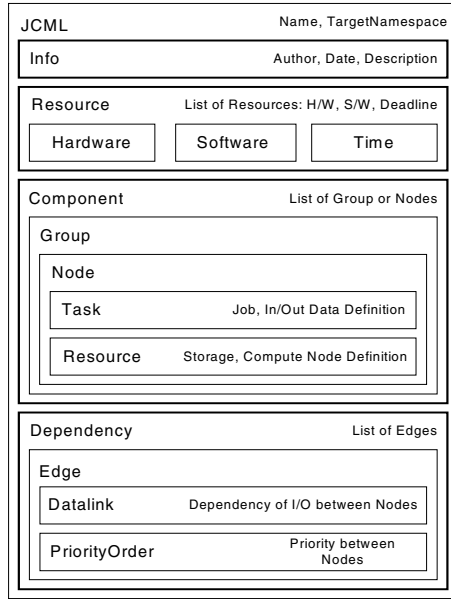 JCML Name, TargetNamespace
Info Author, Date, Description
Resource List of Resources: H/W, S/W, Deadline
Hardware Software Time
Component List of Group or Nodes
Group
Node
Task Job, In/Out Data Definition
Resource Storage, Compute Node Definition
Dependency List of Edges
Edge
Datalink Dependency of I/O between Nodes
PriorityOrder Priority between
Nodes